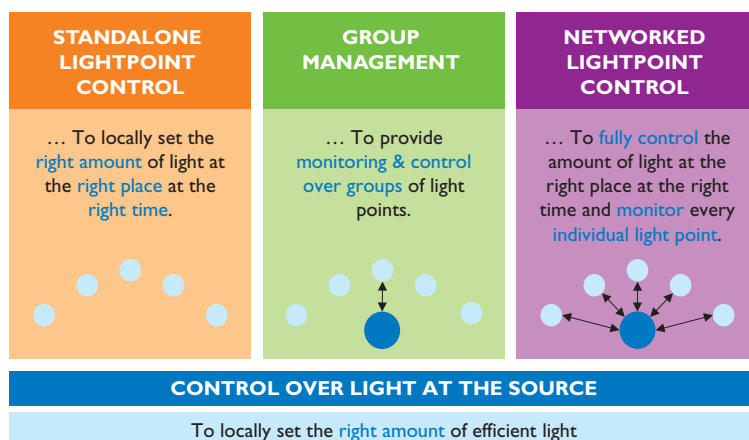 STANDALONE
LIGHTPOINT
CONTROL
… To locally set the
right amount of light at
the right place at the
right time.
GROUP
MANAGEMENT
… To provide
monitoring & control
over groups of light
points.
NETWORKED
LIGHTPOINT
CONTROL
… To fully control the
amount of light at the
right place at the right
time and monitor every
individual light point.
CONTROL OVER LIGHT AT THE SOURCE
To locally set the right amount of efficient light